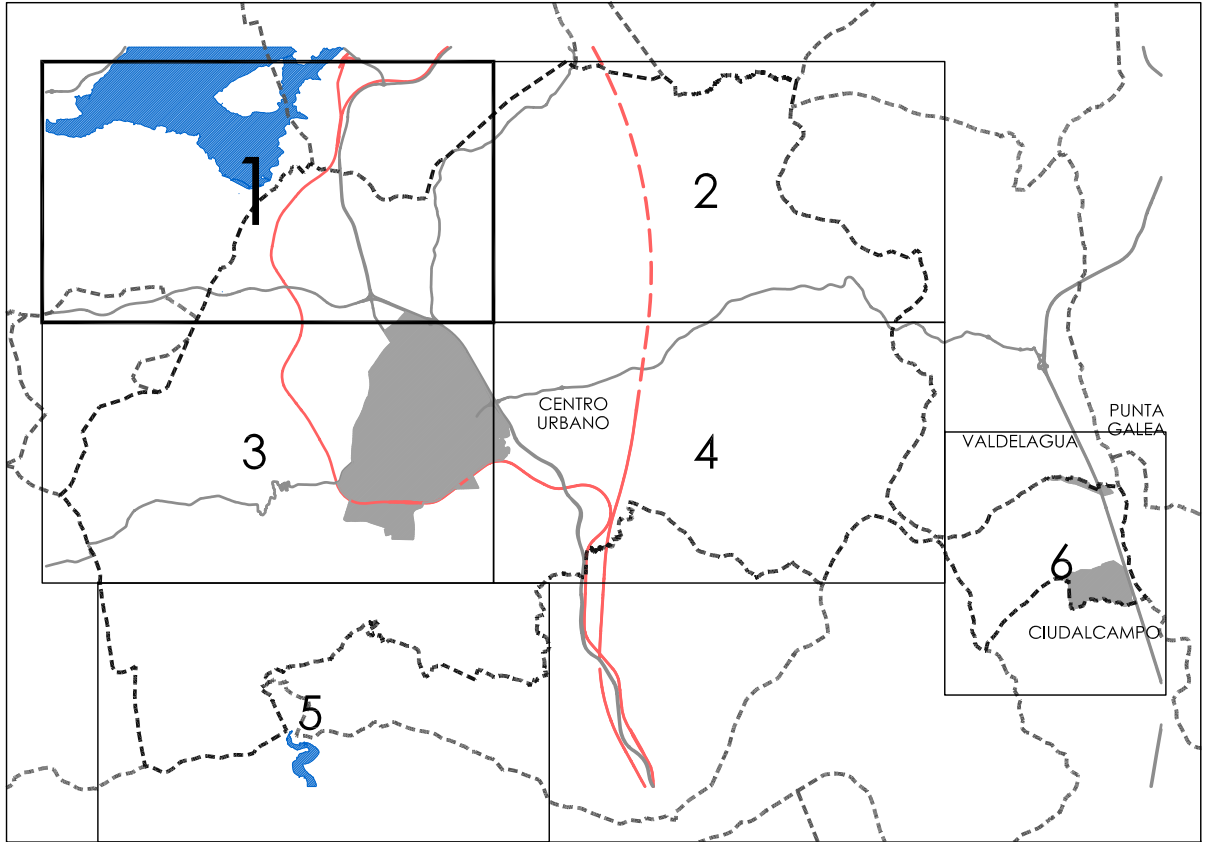 1
2
CENTRO
URBANO
PUNTA
GALEA
VALDELAGUA
3
4
6
CIUDALCAMPO
5